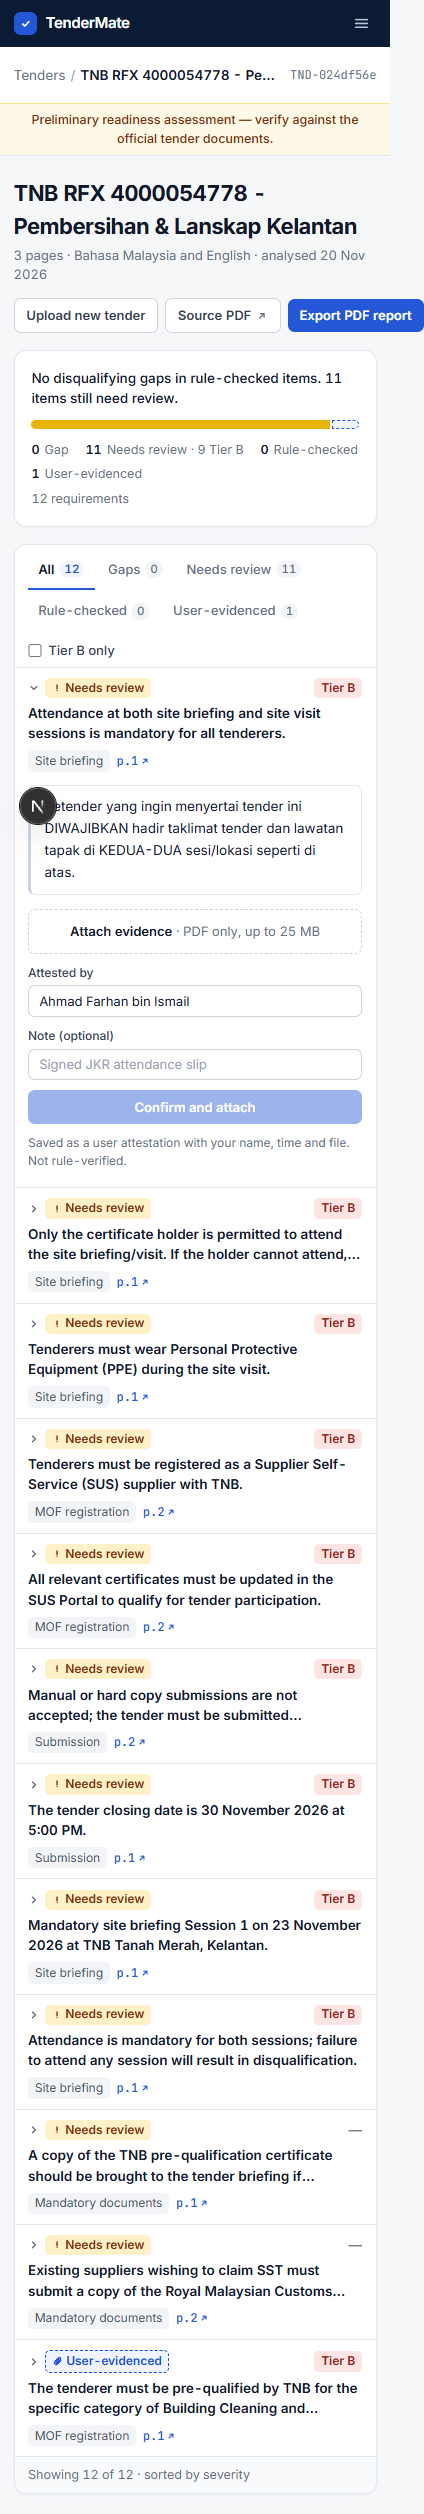 TenderMate
Tenders / TNB RFX 4000054778 - Pe... TND-024df56e
Preliminary readiness assessment — verify against the
official tender documents.
TNB RFX 4000054778 -
Pembersihan & Lanskap Kelantan
3 pages · Bahasa Malaysia and English · analysed 20 Nov
2026
Upload new tender Source PDF ↗ Export PDF report
No disqualifying gaps in rule-checked items. 11
items still need review.
0 Gap 11 Needs review · 9 Tier B 0 Rule-checked
1 User-evidenced
12 requirements
All 12 Gaps 0 Needs review 11
Rule-checked 0 User-evidenced 1
Tier B only
! Needs review Tier B
Attendance at both site briefing and site visit
sessions is mandatory for all tenderers.
Site briefing p.1 ↗
N
etender yang ingin menyertai tender ini
DIWAJIBKAN hadir taklimat tender dan lawatan
tapak di KEDUA-DUA sesi/lokasi seperti di
atas.
Attach evidence · PDF only, up to 25 MB
Attested by
Ahmad Farhan bin Ismail
Note (optional)
Signed JKR attendance slip
Confirm and attach
Saved as a user attestation with your name, time and file.
Not rule-verified.
! Needs review Tier B
Only the certificate holder is permitted to attend
the site briefing/visit. If the holder cannot attend,...
Site briefing p.1 ↗
! Needs review Tier B
Tenderers must wear Personal Protective
Equipment (PPE) during the site visit.
Site briefing p.1 ↗
! Needs review Tier B
Tenderers must be registered as a Supplier Self-
Service (SUS) supplier with TNB.
MOF registration p.2 ↗
! Needs review Tier B
All relevant certificates must be updated in the
SUS Portal to qualify for tender participation.
MOF registration p.2 ↗
! Needs review Tier B
Manual or hard copy submissions are not
accepted; the tender must be submitted...
Submission p.2 ↗
! Needs review Tier B
The tender closing date is 30 November 2026 at
5:00 PM.
Submission p.1 ↗
! Needs review Tier B
Mandatory site briefing Session 1 on 23 November
2026 at TNB Tanah Merah, Kelantan.
Site briefing p.1 ↗
! Needs review Tier B
Attendance is mandatory for both sessions; failure
to attend any session will result in disqualification.
Site briefing p.1 ↗
! Needs review —
A copy of the TNB pre-qualification certificate
should be brought to the tender briefing if...
Mandatory documents p.1 ↗
! Needs review —
Existing suppliers wishing to claim SST must
submit a copy of the Royal Malaysian Customs...
Mandatory documents p.2 ↗
User-evidenced Tier B
The tenderer must be pre-qualified by TNB for the
specific category of Building Cleaning and...
MOF registration p.1 ↗
Showing 12 of 12 · sorted by severity